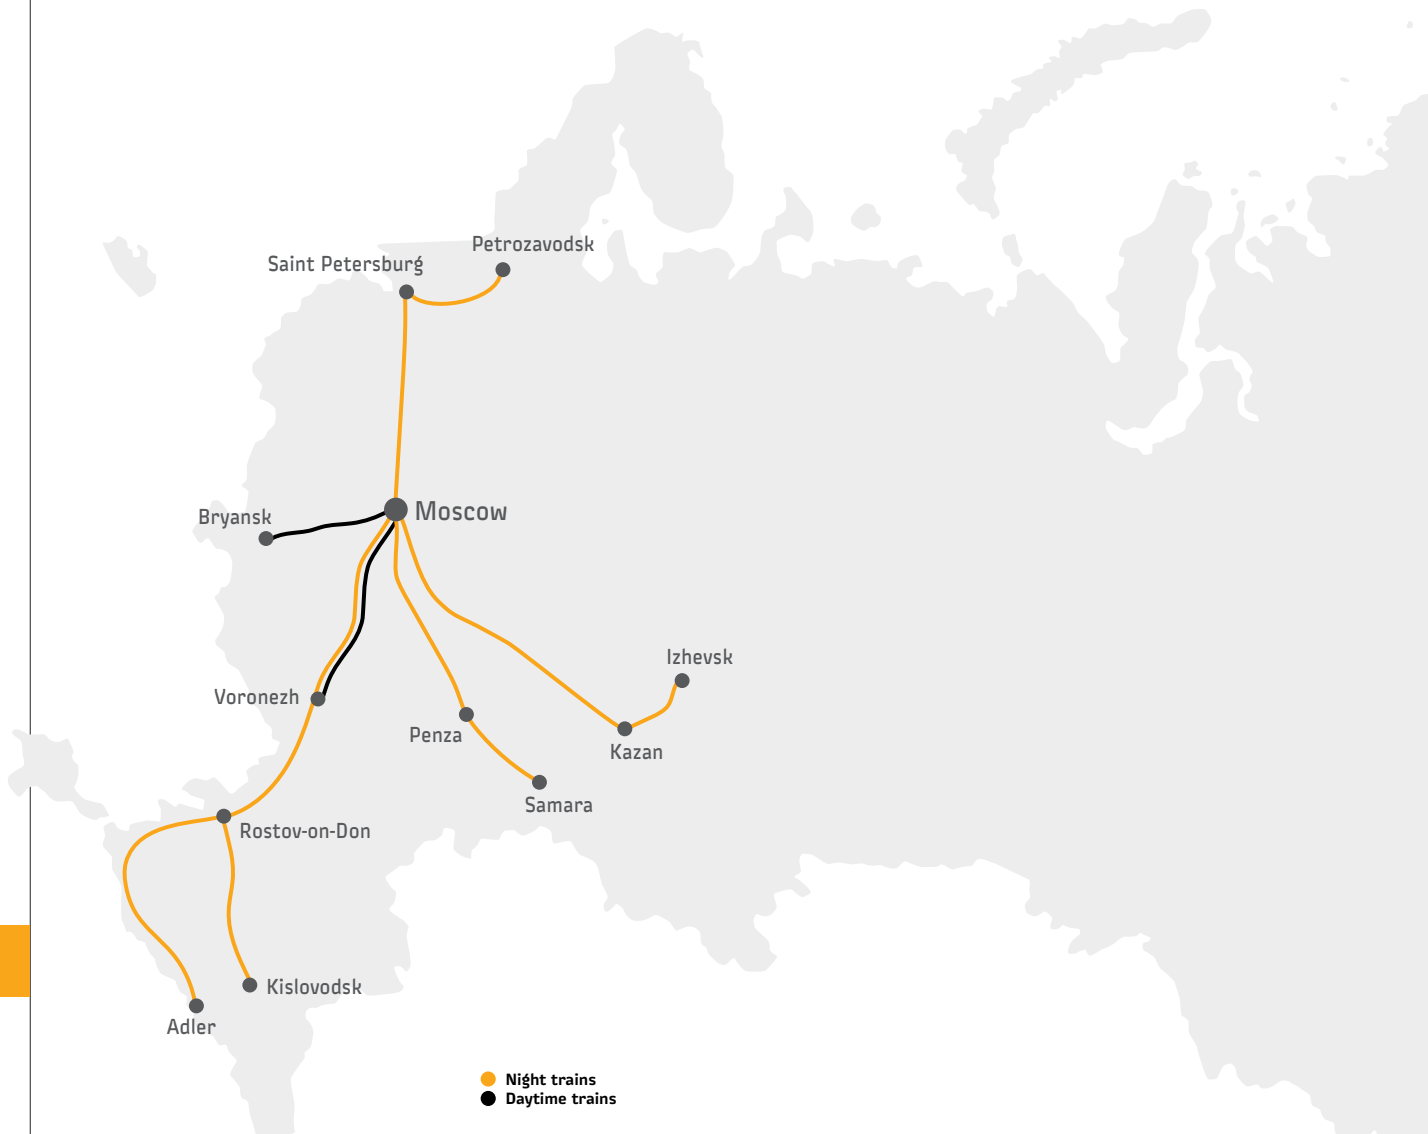 Petrozavodsk
Saint Petersburg
Moscow
Bryansk
Izhevsk
Voronezh
Penza
Kazan
Samara
Rostov-on-Don
Kislovodsk
Adler
Night trains
Daytime trains